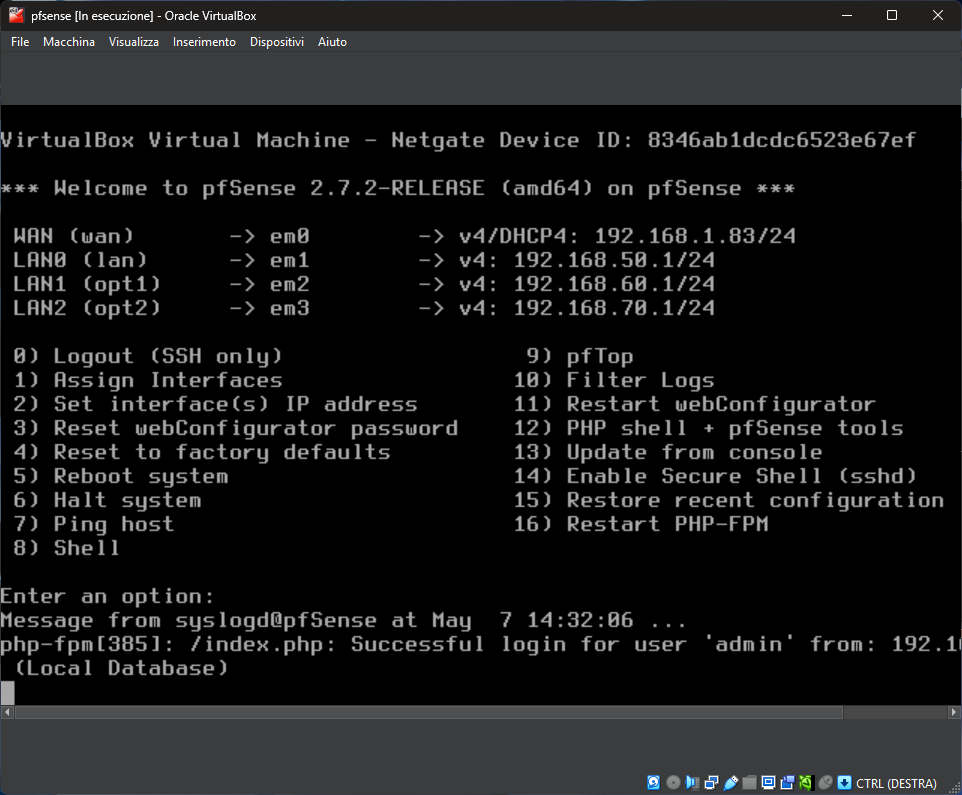 pfsense [In esecuzione] - Oracle VirtualBox
File Macchina Visualizza Inserimento Dispositivi Aiuto
VirtualBox Virtual Machine - Netgate Device ID: 8346ab1dcdc6523e67ef
*** Welcome to pfSense 2.7.2-RELEASE (amd64) on pfSense ***
WAN (wan) -> em0 -> v4/DHCP4: 192.168.1.83/24
LAN0 (lan) -> em1 -> v4: 192.168.50.1/24
LAN1 (opt1) -> em2 -> v4: 192.168.60.1/24
LAN2 (opt2) -> em3 -> v4: 192.168.70.1/24
0) Logout (SSH only) 9) pfTop
1) Assign Interfaces 10) Filter Logs
2) Set interface(s) IP address 11) Restart webConfigurator
3) Reset webConfigurator password 12) PHP shell + pfSense tools
4) Reset to factory defaults 13) Update from console
5) Reboot system 14) Enable Secure Shell (sshd)
6) Halt system 15) Restore recent configuration
7) Ping host 16) Restart PHP-FPM
8) Shell
Enter an option:
Message from syslogd@pfSense at May 7 14:32:06 ...
php-fpm[385]: /index.php: Successful login for user 'admin' from: 192.1
(Local Database)
CTRL (DESTRA)